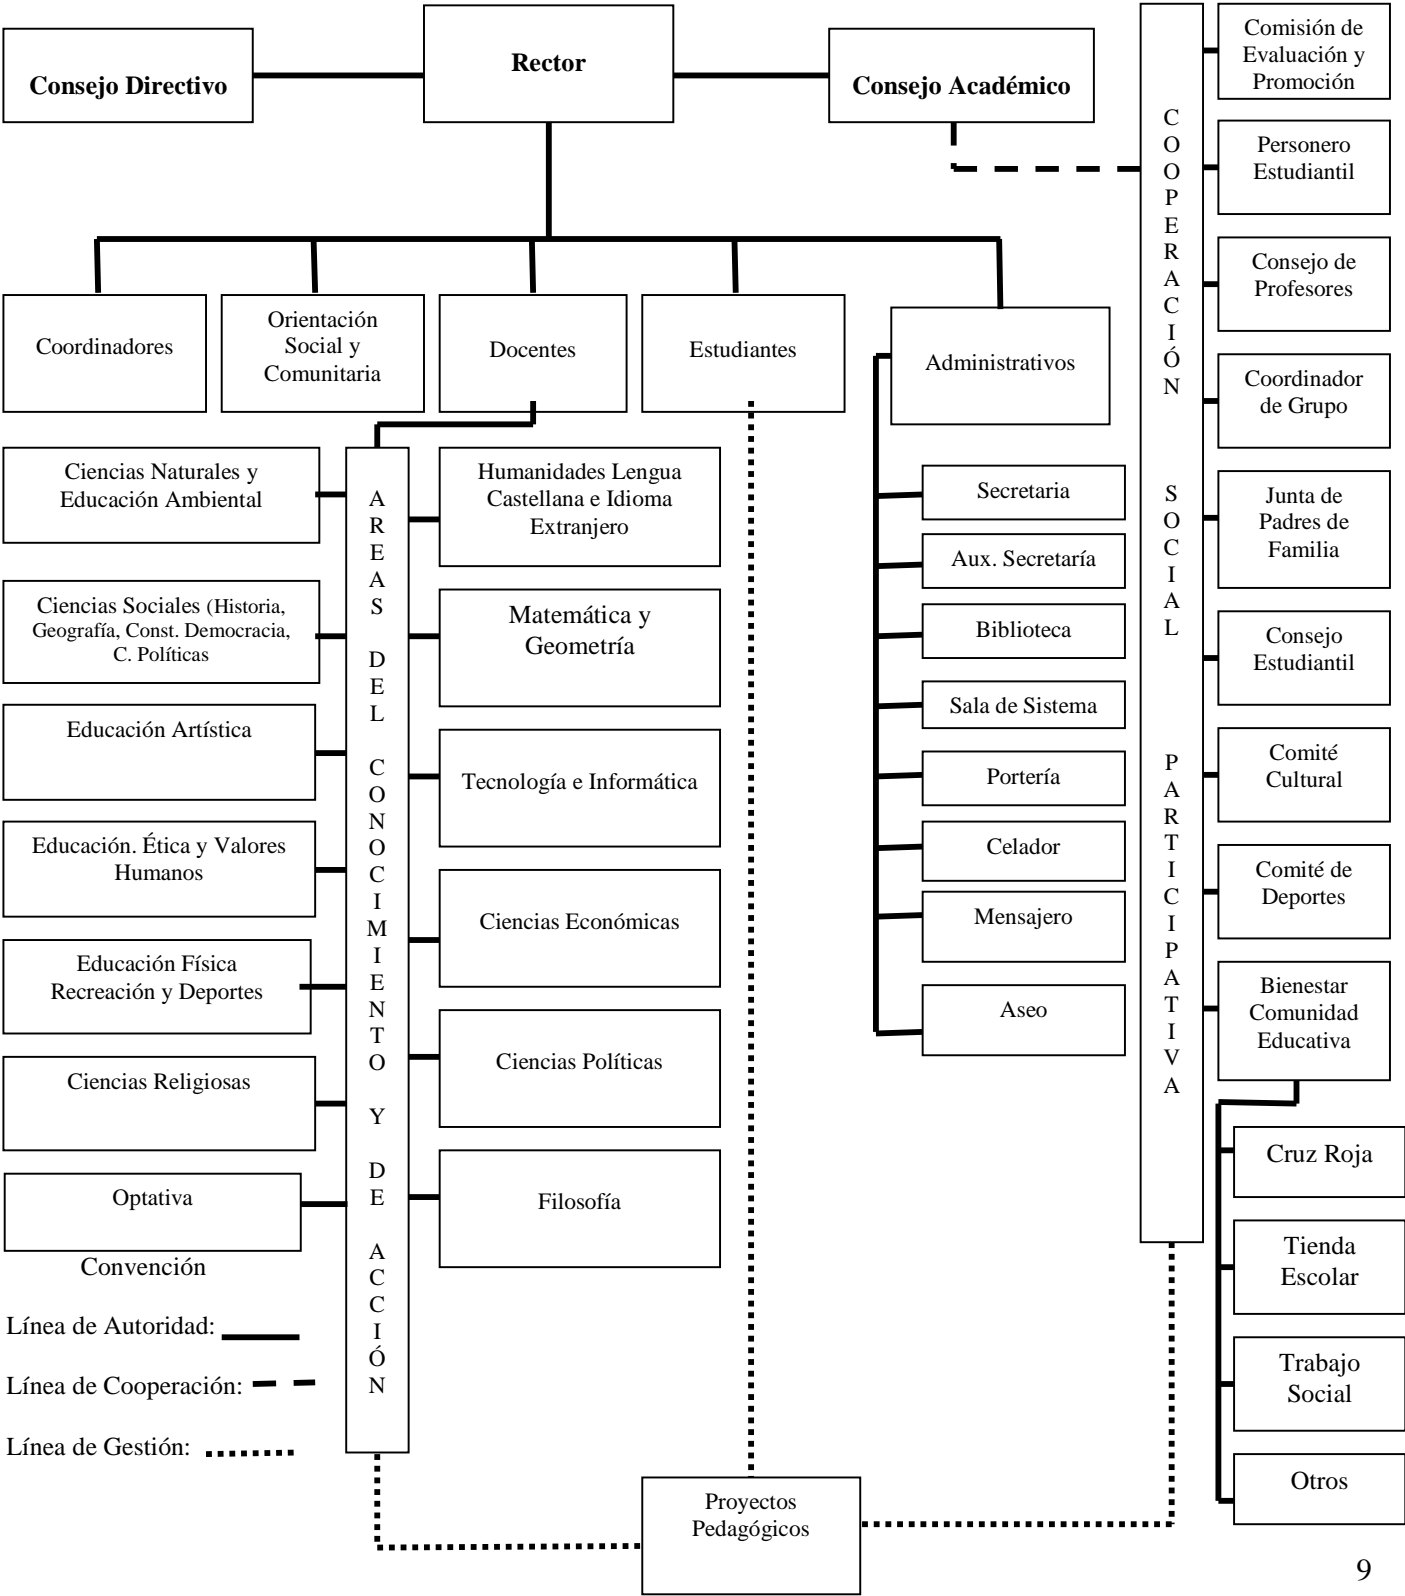 Consejo Directivo
Rector
Consejo Académico
Coordinadores
Orientación
Social y
Comunitaria
Docentes
Estudiantes
Administrativos
Ciencias Naturales y
Educación Ambiental
Ciencias Sociales (Historia,
Geografía, Const. Democracia,
C. Políticas
Educación Artística
Educación. Ética y Valores
Humanos
Educación Física
Recreación y Deportes
Ciencias Religiosas
Optativa
AREAS DEL CONOCIMIENTO Y DE ACCIÓN
Humanidades Lengua
Castellana e Idioma
Extranjero
Matemática y
Geometría
Tecnología e Informática
Ciencias Económicas
Ciencias Políticas
Filosofía
Secretaria
Aux. Secretaría
Biblioteca
Sala de Sistema
Portería
Celador
Mensajero
Aseo
COOPERACIÓN SOCIAL PARTICIPATIVA
Comisión de
Evaluación y
Promoción
Personero
Estudiantil
Consejo de
Profesores
Coordinador
de Grupo
Junta de
Padres de
Familia
Consejo
Estudiantil
Comité
Cultural
Comité de
Deportes
Bienestar
Comunidad
Educativa
Cruz Roja
Tienda
Escolar
Trabajo
Social
Otros
Convención
Línea de Autoridad:
Línea de Cooperación:
Línea de Gestión:
Proyectos
Pedagógicos
9